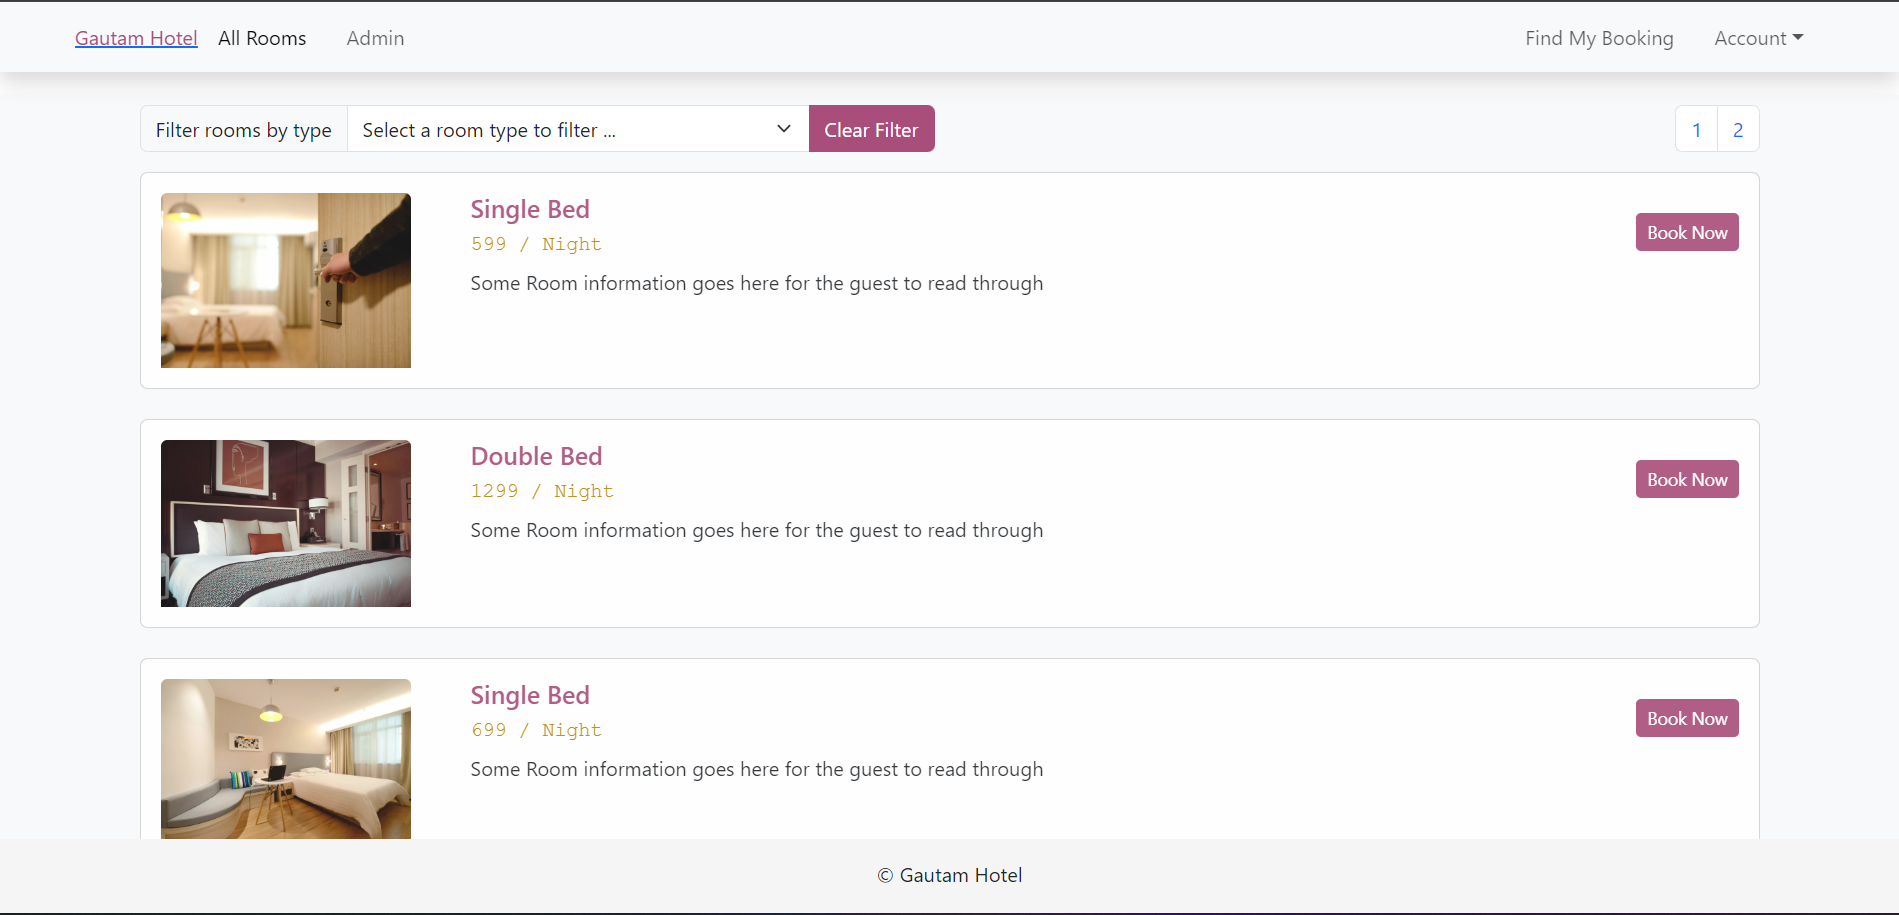 Gautam Hotel All Rooms Admin Find My Booking Account
Filter rooms by type Select a room type to filter ... Clear Filter 1 2
Single Bed
599 / Night
Book Now
Some Room information goes here for the guest to read through
Double Bed
1299 / Night
Book Now
Some Room information goes here for the guest to read through
Single Bed
699 / Night
Book Now
Some Room information goes here for the guest to read through
© Gautam Hotel